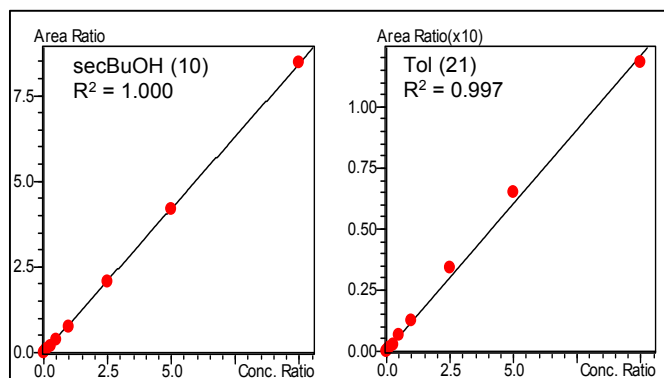 Area Ratio
secBuOH (10)
R² = 1.000
7.5
5.0
2.5
0.0
2.5
5.0
Conc. Ratio
Area Ratio(x10)
Tol (21)
R² = 0.997
1.00
0.75
0.50
0.25
0.00
0.0
2.5
5.0
Conc. Ratio